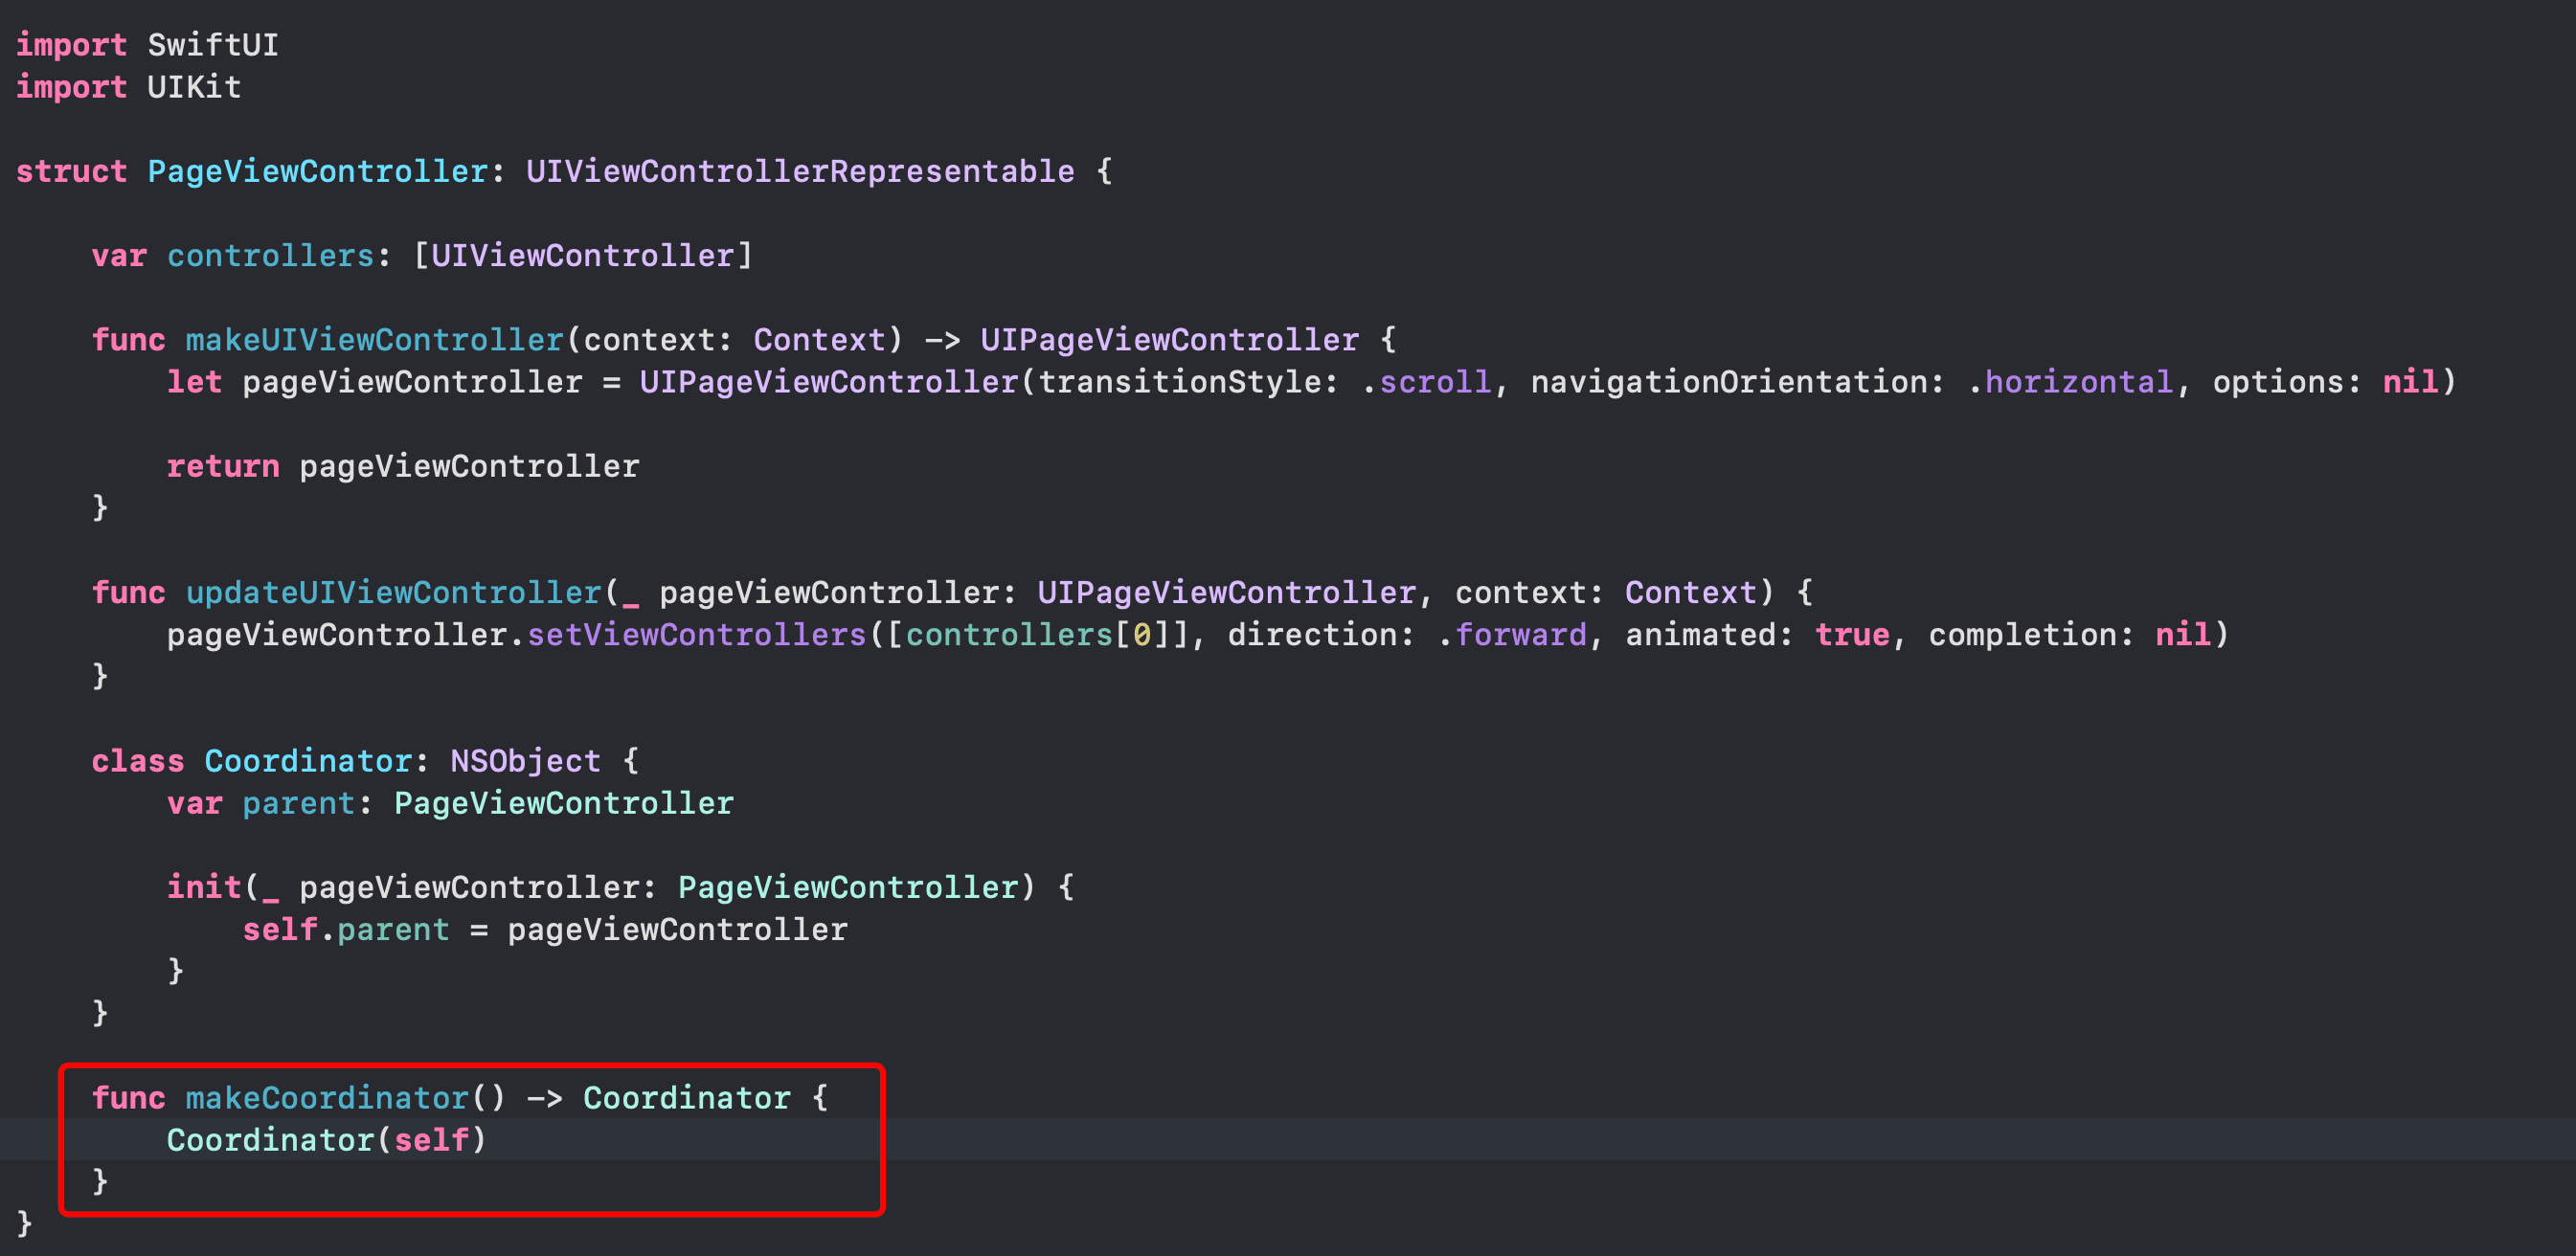 import SwiftUI
import UIKit
struct PageViewController: UIViewControllerRepresentable {
var controllers: [UIViewController]
func makeUIViewController(context: Context) -> UIPageViewController {
let pageViewController = UIPageViewController(transitionStyle: .scroll, navigationOrientation: .horizontal, options: nil)
return pageViewController
}
func updateUIViewController(_ pageViewController: UIPageViewController, context: Context) {
pageViewController.setViewControllers([controllers[0]], direction: .forward, animated: true, completion: nil)
}
class Coordinator: NSObject {
var parent: PageViewController
init(_ pageViewController: PageViewController) {
self.parent = pageViewController
}
}
func makeCoordinator() -> Coordinator {
Coordinator(self)
}
}